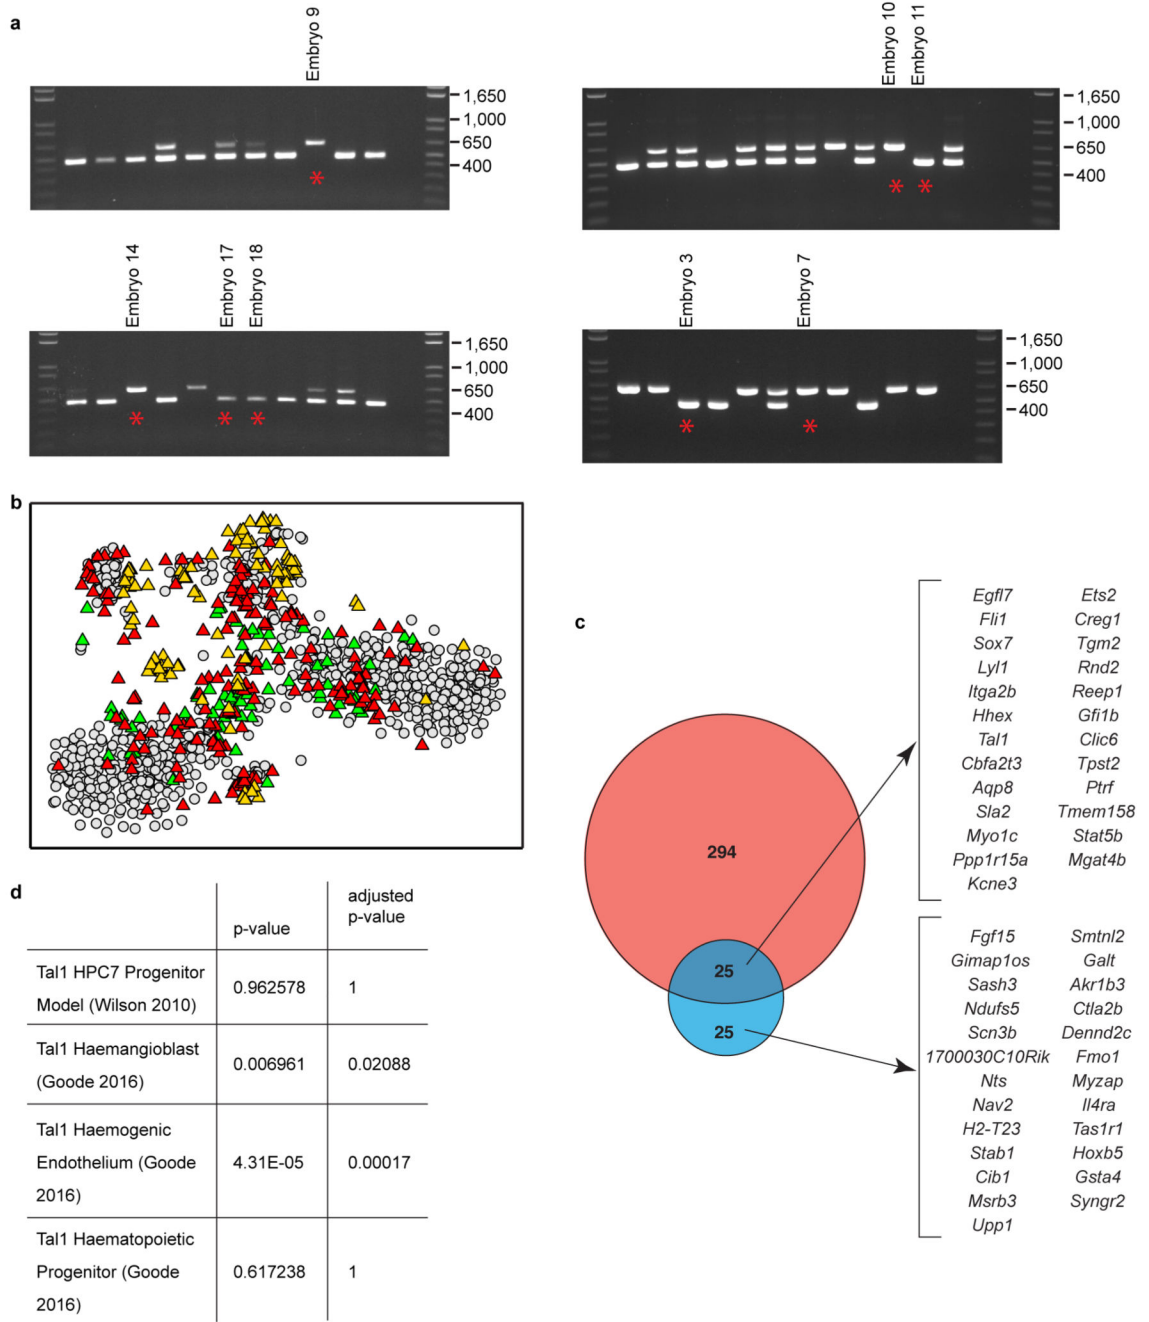 a
Embryo 9
1,650
1,000
650
400
Embryo 10
Embryo 11
1,650
1,000
650
400
*
*
*
Embryo 14
Embryo 17
Embryo 18
1,650
1,000
650
400
*
*
*
Embryo 3
Embryo 7
1,650
1,000
650
400
*
*
b
c
294
25
25
Egfl7 Ets2
Fli1 Creg1
Sox7 Tgm2
Lyl1 Rnd2
Itga2b Reep1
Hhex Gfi1b
Tal1 Clic6
Cbfa2t3 Tpst2
Aqp8 Ptrf
Sla2 Tmem158
Myo1c Stat5b
Ppp1r15a Mgat4b
Kcne3
Fgf15 Smtnl2
Gimap1os Galt
Sash3 Akr1b3
Ndufs5 Ctla2b
Scn3b Dennd2c
1700030C10Rik Fmo1
Nts Myzap
Nav2 Il4ra
H2-T23 Tas1r1
Stab1 Hoxb5
Cib1 Gsta4
Msrb3 Syngr2
Upp1
d
p-value
adjusted
p-value
Tal1 HPC7 Progenitor
Model (Wilson 2010)
0.962578
1
Tal1 Haemangioblast
(Goode 2016)
0.006961
0.02088
Tal1 Haemogenic
Endothelium (Goode
2016)
4.31E-05
0.00017
Tal1 Haematopoietic
Progenitor (Goode
2016)
0.617238
1